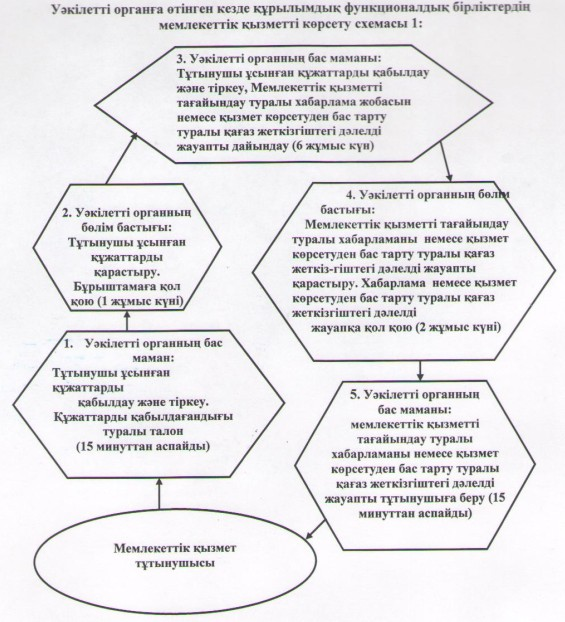 Уәкілетті органға өтінген кезде құрылымдық функционалдық бірліктердің
мемлекеттік қызметті көрсету схемасы 1:
3. Уәкілетті органның бас маманы:
Тұтынушы ұсынған құжаттарды қабылдау
және тіркеу, Мемлекеттік қызметті
тағайындау туралы хабарлама жобасын
немесе қызмет көрсетуден бас тарту
туралы қағаз жеткізгіштегі дәлелді
жауапты дайындау (6 жұмыс күн)
2. Уәкілетті органның
бөлім бастығы:
Тұтынушы ұсынған
құжаттарды
қарастыру.
Бұрыштамаға қол
қою (1 жұмыс күні)
4. Уәкілетті органның бөлім
бастығы:
Мемлекеттік қызметті тағайындау
туралы хабарламаны немесе қызмет
көрсетуден бас тарту туралы қағаз
жеткіз-гіштегі дәлелді жауапты
қарастыру. Хабарлама немесе қызмет
көрсетуден бас тарту туралы қағаз
жеткізгіштегі дәлелді
жауапқа қол қою (2 жұмыс күні)
1. Уәкілетті органның бас
маман:
Тұтынушы ұсынған
құжаттарды
қабылдау және тіркеу.
Құжаттарды қабылдағандығы
туралы талон
(15 минуттан аспайды)
5. Уәкілетті органның
бас маманы:
мемлекеттік қызметті
тағайындау туралы
хабарламаны немесе қызмет
көрсетуден бас тарту туралы
қағаз жеткізгіштегі дәлелді
жауапты тұтынушыға беру (15
минуттан аспайды)
Мемлекеттік қызмет
тұтынушысы